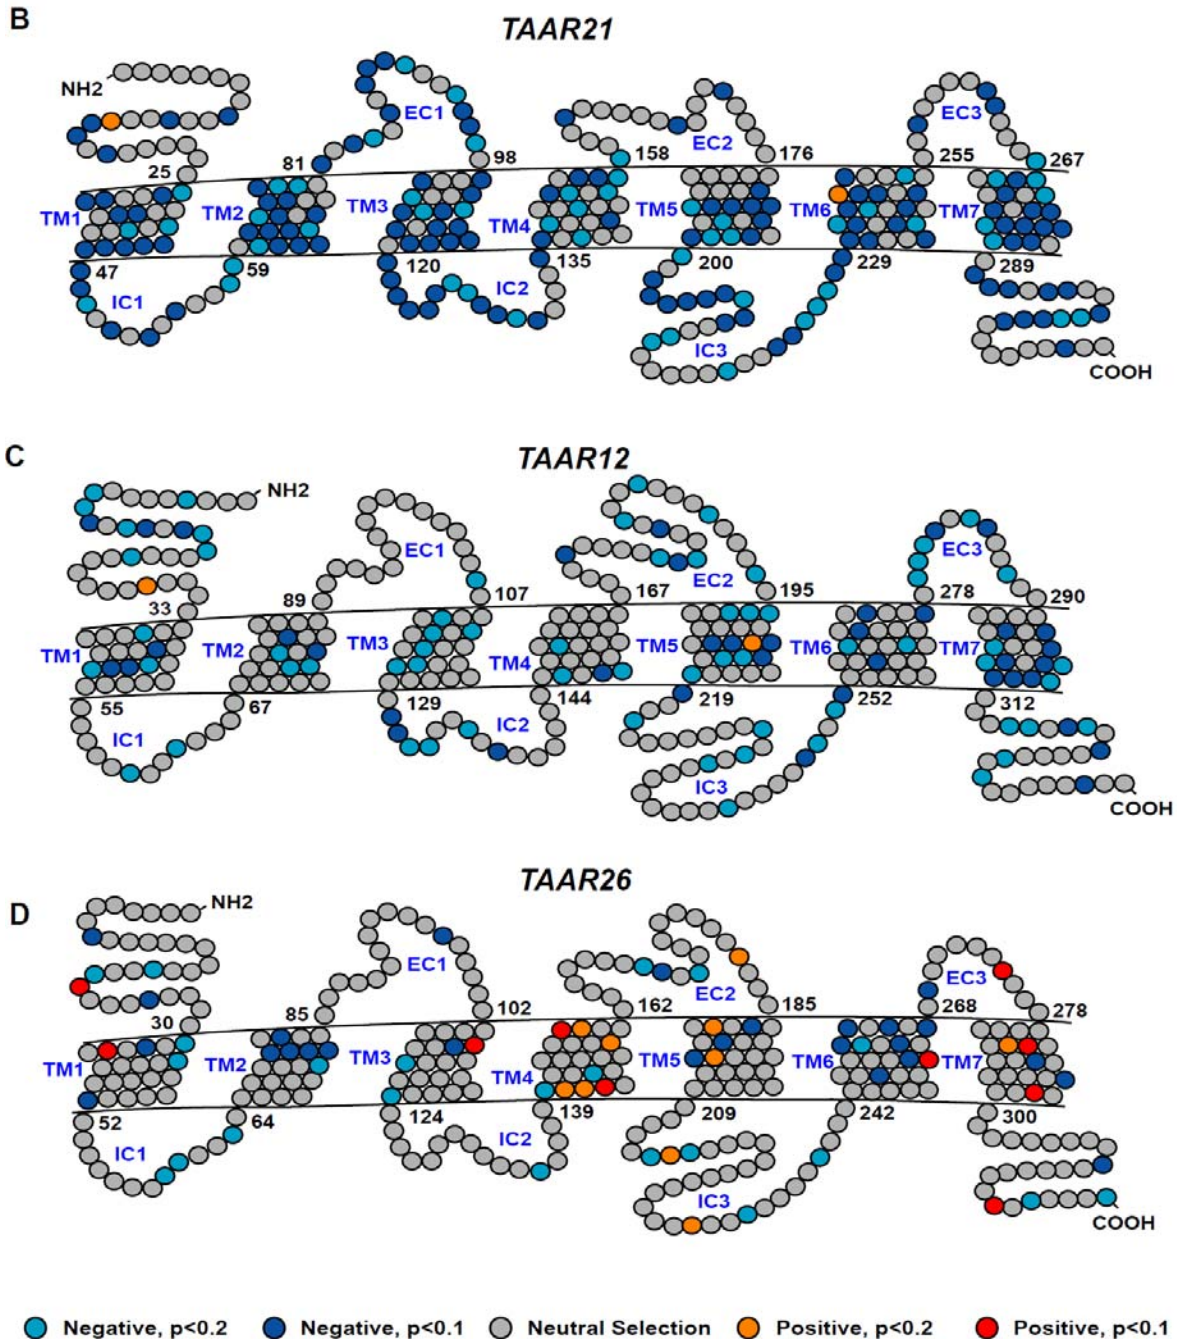 B
TAAR21
NH2
EC1
EC2
EC3
25
81
98
158
176
255
267
TM1
TM2
TM3
TM4
TM5
TM6
TM7
47
59
120
135
200
229
289
IC1
IC2
IC3
COOH
C
TAAR12
NH2
EC1
EC2
EC3
33
89
107
167
195
278
290
TM1
TM2
TM3
TM4
TM5
TM6
TM7
55
67
129
144
219
252
312
IC1
IC2
IC3
COOH
D
TAAR26
NH2
EC1
EC2
EC3
30
85
102
162
185
268
278
TM1
TM2
TM3
TM4
TM5
TM6
TM7
52
64
124
139
209
242
300
IC1
IC2
IC3
COOH
Negative, p<0.2 Negative, p<0.1 Neutral Selection Positive, p<0.2 Positive, p<0.1